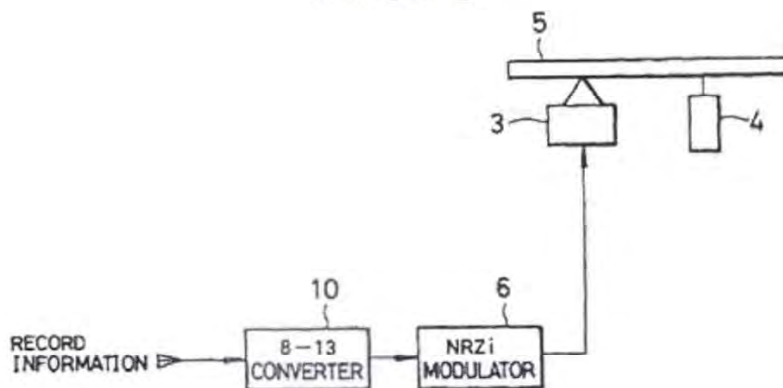 5
3
4
10
6
RECORD
INFORMATION
8-13
CONVERTER
NRZi
MODULATOR